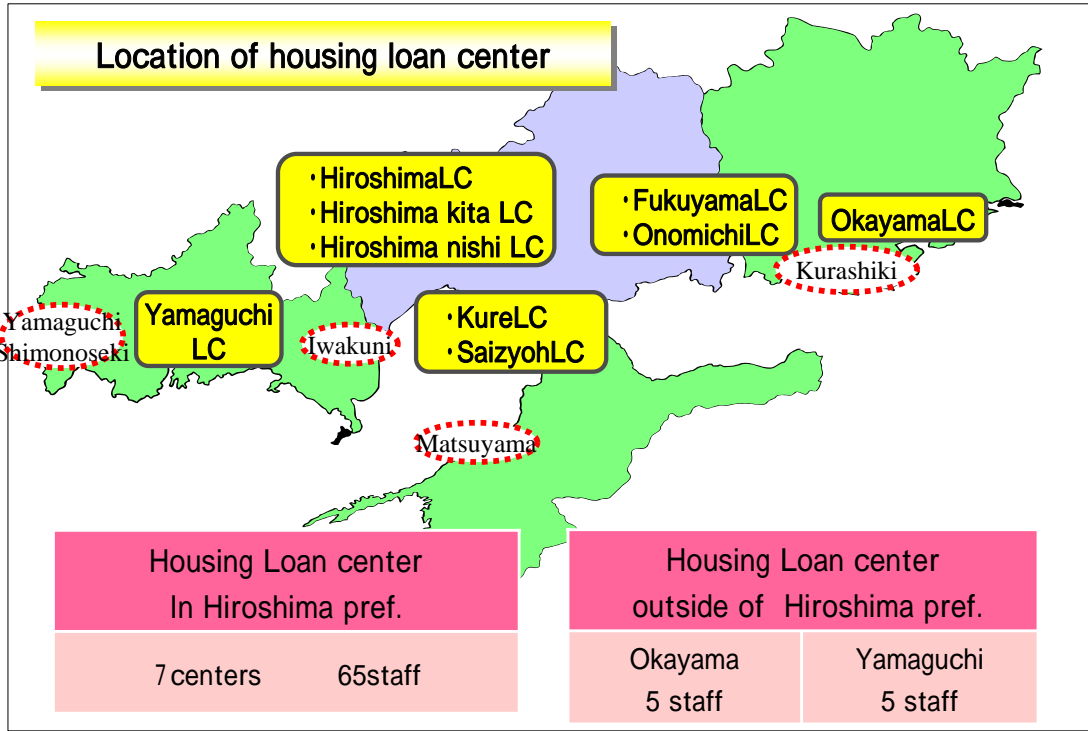 Location of housing loan center
・HiroshimaLC
・Hiroshima kita LC
・Hiroshima nishi LC
・FukuyamaLC
・OnomichiLC
OkayamaLC
Kurashiki
Yamaguchi
Shimonoseki
Yamaguchi
LC
Iwakuni
・KureLC
・SaizyohLC
Matsuyama
Housing Loan center
In Hiroshima pref.
7 centers 65staff
Housing Loan center
outside of Hiroshima pref.
Okayama
5 staff
Yamaguchi
5 staff